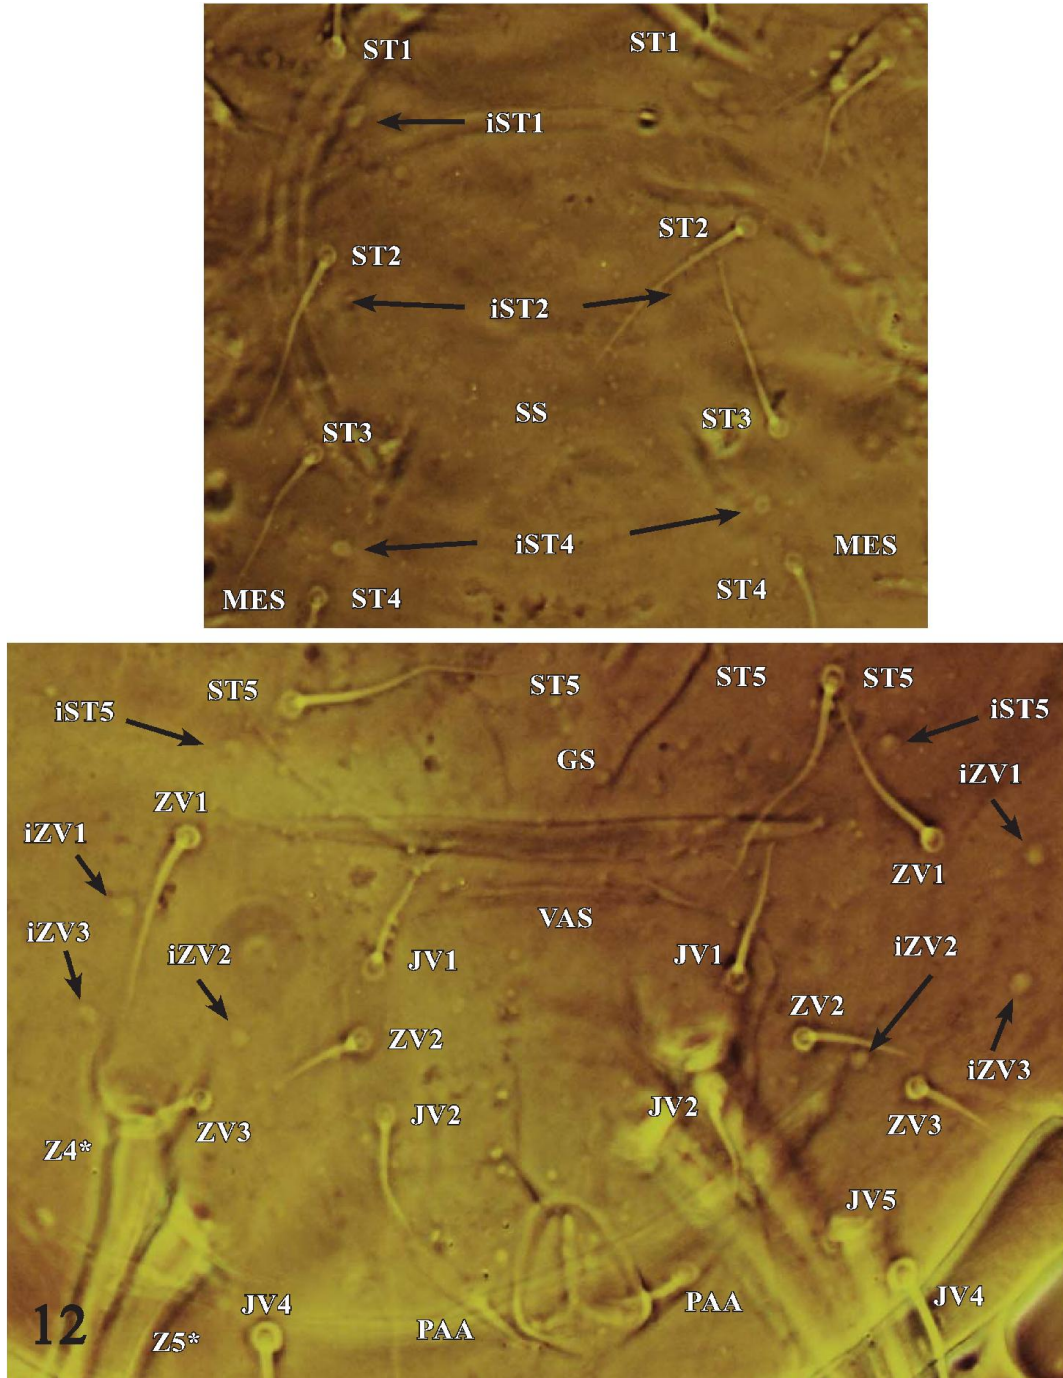 ST1 ST1
iST1
ST2 ST2
iST2
SS
ST3 ST3
iST4
MES
MES ST4 ST4
ST5 ST5 ST5 ST5
iST5 iST5
GS
iZV1
ZV1
iZV1
ZV1
VAS
iZV3 iZV2 JV1 JV1 iZV2
ZV2 ZV2
iZV3
JV2 JV2 ZV3
Z4* ZV3
JV5
JV4 PAA PAA JV4
12 Z5*